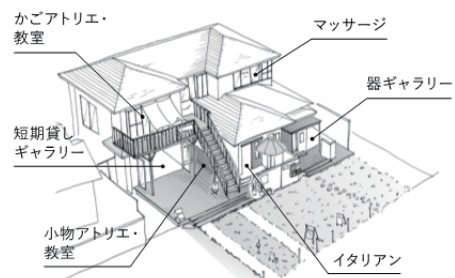 かごアトリエ・
教室
マッサージ
器ギャラリー
短期貸し
ギャラリー
小物アトリエ・
教室
イタリアン